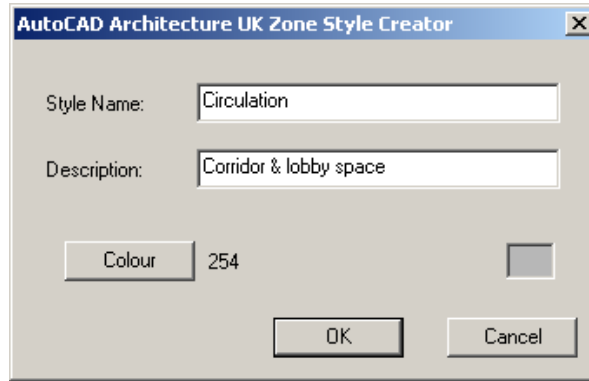 AutoCAD Architecture UK Zone Style Creator
Style Name: Circulation
Description: Corridor & lobby space
Colour 254
OK Cancel